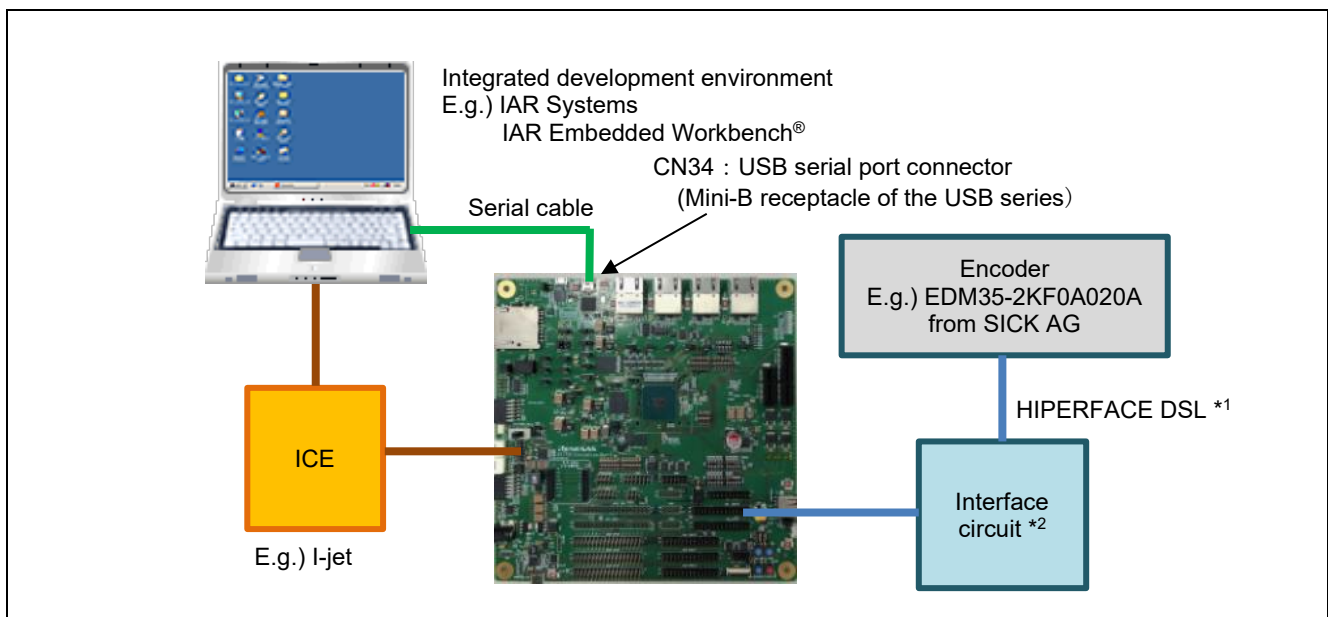 Integrated development environment
E.g.) IAR Systems
IAR Embedded Workbench®
CN34：USB serial port connector
(Mini-B receptacle of the USB series）
Serial cable
Encoder
E.g.) EDM35-2KF0A020A
from SICK AG
HIPERFACE DSL *1
ICE
Interface
circuit *2
E.g.) I-jet